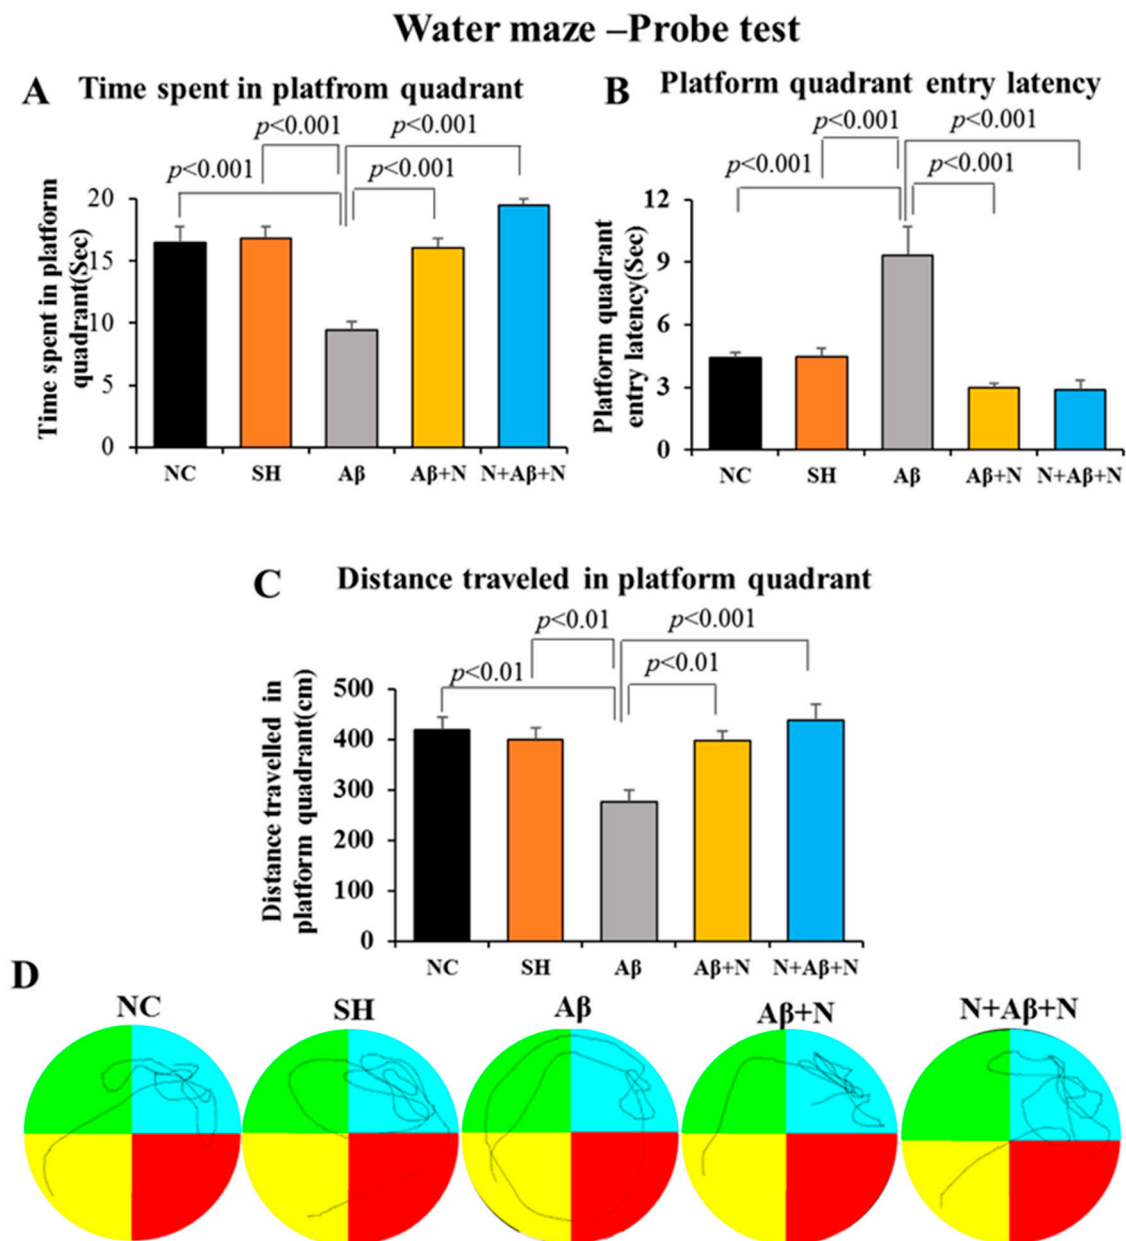 Water maze –Probe test
A Time spent in platfrom quadrant
p<0.001
p<0.001
p<0.001
p<0.001
Time spent in platform
quadrant(Sec)
20
15
10
5
0
NC SH Aβ Aβ+N N+Aβ+N
B Platform quadrant entry latency
p<0.001
p<0.001
p<0.001
p<0.001
Platform quadrant
entry latency(Sec)
12
9
6
3
0
NC SH Aβ Aβ+N N+Aβ+N
C Distance traveled in platform quadrant
p<0.01
p<0.001
p<0.01
p<0.01
Distance travelled in
platform quadrant(cm)
500
400
300
200
100
0
NC SH Aβ Aβ+N N+Aβ+N
D
NC SH Aβ Aβ+N N+Aβ+N